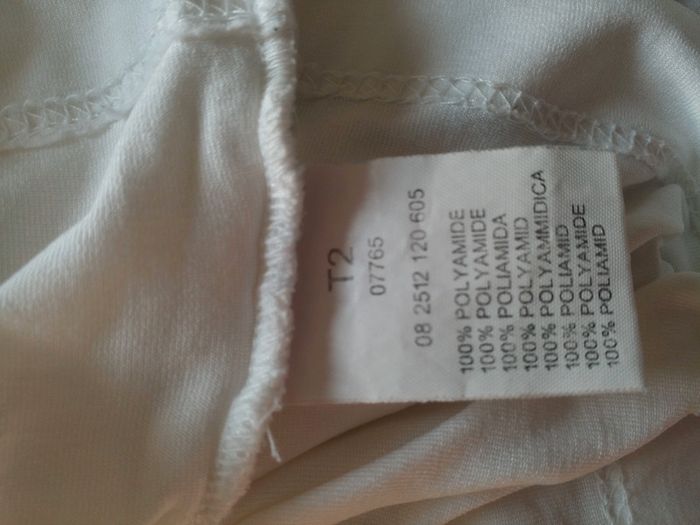 T2
07765
08 2512 120 605
100% POLYAMIDE
100% POLYAMIDE
100% POLIAMIDA
100% POLYAMID
100% POLYAMMIDICA
100% POLIAMID
100% POLYAMIDE
100% POLIAMID